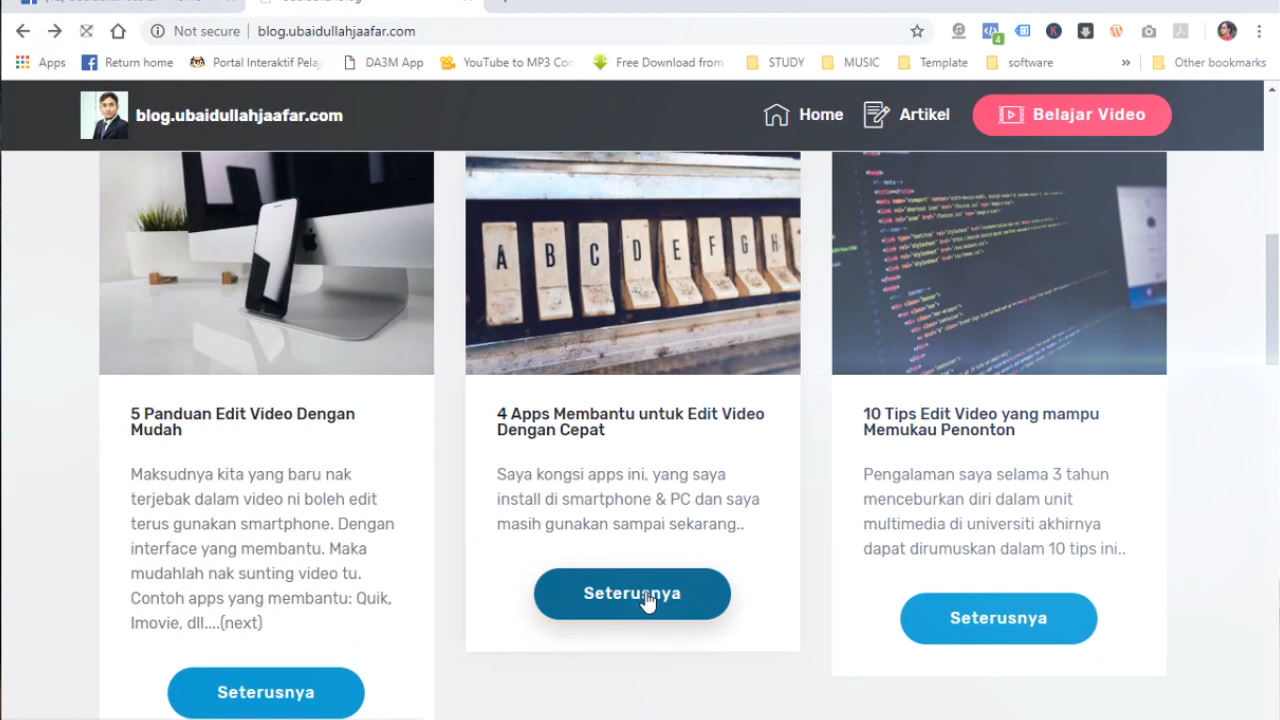 Not secure
blog.ubaidullahjaafar.com
4
Apps
Return home
Portal Interaktif Pelaj
DA3M App
YouTube to MP3 Con
Free Download from
STUDY
MUSIC
Template
software
»
Other bookmarks
blog.ubaidullahjaafar.com
Home
Artikel
Belajar Video
A B C D E F G H
5 Panduan Edit Video Dengan
Mudah
Maksudnya kita yang baru nak
terjebak dalam video ni boleh edit
terus gunakan smartphone. Dengan
interface yang membantu. Maka
mudahlah nak sunting video tu.
Contoh apps yang membantu: Quik,
Imovie, dll....(next)
Seterusnya
4 Apps Membantu untuk Edit Video
Dengan Cepat
Saya kongsi apps ini, yang saya
install di smartphone & PC dan saya
masih gunakan sampai sekarang..
Seterusnya
10 Tips Edit Video yang mampu
Memukau Penonton
Pengalaman saya selama 3 tahun
menceburkan diri dalam unit
multimedia di universiti akhirnya
dapat dirumuskan dalam 10 tips ini..
Seterusnya